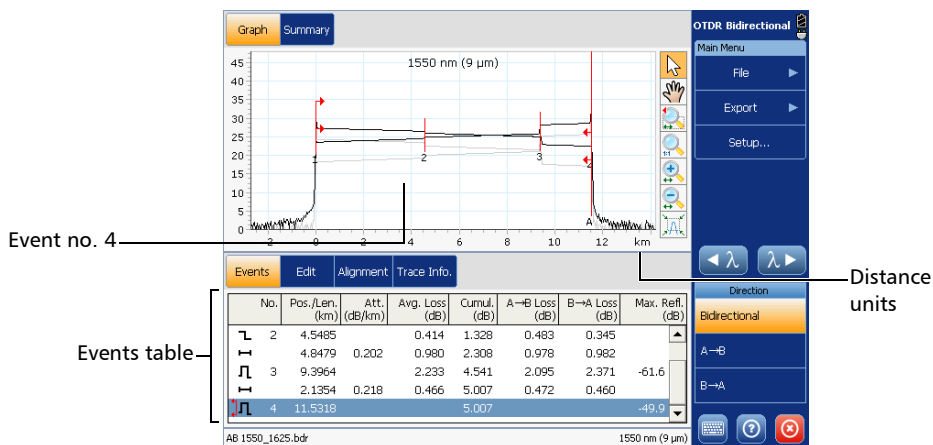 Graph Summary
OTDR Bidirectional
Main Menu
File
Export
Setup...
1550 nm (9 µm)
45
40
35
30
25
20
15
10
5
0
1
2
3
2
A
-2 0 2 4 6 8 10 12 km
Event no. 4
Distance
units
λ λ
Direction
Bidirectional
A→B
B→A
Events Edit Alignment Trace Info.
Events table
No. Pos./Len. Att. Avg. Loss Cumul. A→B Loss B→A Loss Max. Refl.
(km) (dB/km) (dB) (dB) (dB) (dB) (dB)
2 4.5485 0.414 1.328 0.483 0.345
4.8479 0.202 0.980 2.308 0.978 0.982
3 9.3964 2.233 4.541 2.095 2.371 -61.6
2.1354 0.218 0.466 5.007 0.472 0.460
4 11.5318 5.007 -49.9
AB 1550_1625.bdr 1550 nm (9 µm)